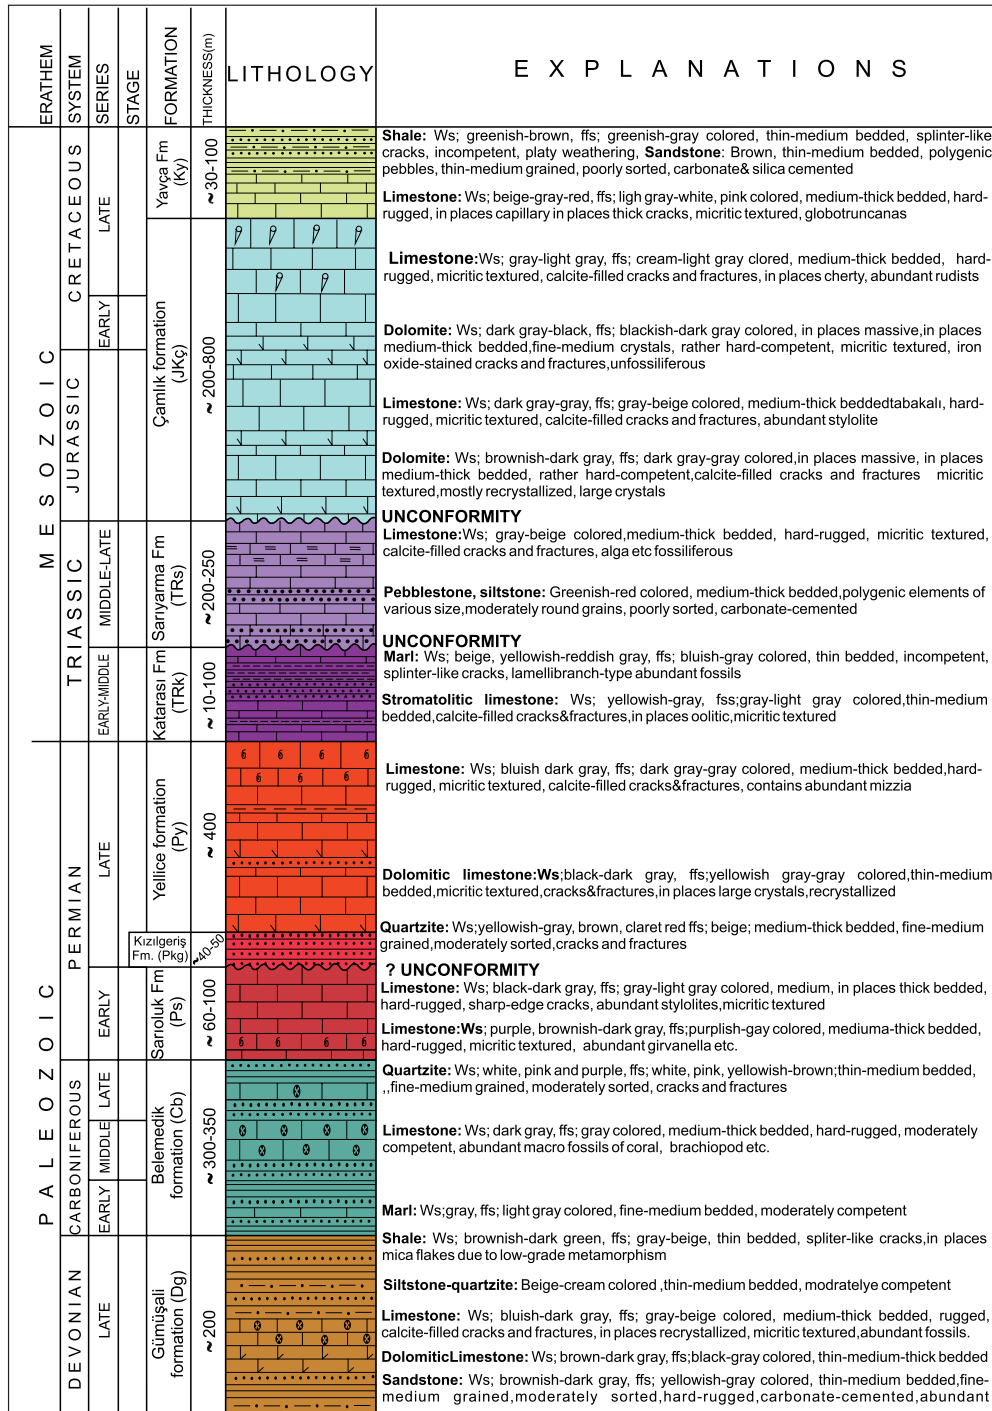 ERATHEM
SYSTEM
SERIES
STAGE
FORMATION
THICKNESS(m)
LITHOLOGY
EXPLANATIONS
MESOZOIC
PALEOZOIC
CRETACEOUS
JURASSIC
TRIASSIC
PERMIAN
CARBONIFEROUS
DEVONIAN
LATE
EARLY
MIDDLE-LATE
EARLY-MIDDLE
LATE
EARLY
LATE
MIDDLE
EARLY
LATE
Yavça Fm
(Ky)
~30-100
Çamlık formation
(JKç)
~200-800
Sarıyarma Fm
(TRs)
~200-250
Katarası Fm
(TRk)
~10-100
Yellice formation
(Py)
~400
Kızılgeriş
Fm. (Pkg)
~40-50
Sarıoluk Fm
(Ps)
~60-100
Belemedik
formation (Cb)
~300-350
Gümüşali
formation (Dg)
~200
Shale: Ws; greenish-brown, ffs; greenish-gray colored, thin-medium bedded, splinter-like
cracks, incompetent, platy weathering, Sandstone: Brown, thin-medium bedded, polygenic
pebbles, thin-medium grained, poorly sorted, carbonate& silica cemented
Limestone: Ws; beige-gray-red, ffs; ligh gray-white, pink colored, medium-thick bedded, hard-
rugged, in places capillary in places thick cracks, micritic textured, globotruncanas
Limestone:Ws; gray-light gray, ffs; cream-light gray clored, medium-thick bedded, hard-
rugged, micritic textured, calcite-filled cracks and fractures, in places cherty, abundant rudists
Dolomite: Ws; dark gray-black, ffs; blackish-dark gray colored, in places massive,in places
medium-thick bedded,fine-medium crystals, rather hard-competent, micritic textured, iron
oxide-stained cracks and fractures,unfossiliferous
Limestone: Ws; dark gray-gray, ffs; gray-beige colored, medium-thick beddedtabakalı, hard-
rugged, micritic textured, calcite-filled cracks and fractures, abundant stylolite
Dolomite: Ws; brownish-dark gray, ffs; dark gray-gray colored,in places massive, in places
medium-thick bedded, rather hard-competent,calcite-filled cracks and fractures micritic
textured,mostly recrystallized, large crystals
UNCONFORMITY
Limestone:Ws; gray-beige colored,medium-thick bedded, hard-rugged, micritic textured,
calcite-filled cracks and fractures, alga etc fossiliferous
Pebblestone, siltstone: Greenish-red colored, medium-thick bedded,polygenic elements of
various size,moderately round grains, poorly sorted, carbonate-cemented
UNCONFORMITY
Marl: Ws; beige, yellowish-reddish gray, ffs; bluish-gray colored, thin bedded, incompetent,
splinter-like cracks, lamellibranch-type abundant fossils
Stromatolitic limestone: Ws; yellowish-gray, fss;gray-light gray colored,thin-medium
bedded,calcite-filled cracks&fractures,in places oolitic,micritic textured
Limestone: Ws; bluish dark gray, ffs; dark gray-gray colored, medium-thick bedded,hard-
rugged, micritic textured, calcite-filled cracks&fractures, contains abundant mizzia
Dolomitic limestone:Ws;black-dark gray, ffs;yellowish gray-gray colored,thin-medium
bedded,micritic textured,cracks&fractures,in places large crystals,recrystallized
Quartzite: Ws;yellowish-gray, brown, claret red ffs; beige; medium-thick bedded, fine-medium
grained,moderately sorted,cracks and fractures
? UNCONFORMITY
Limestone: Ws; black-dark gray, ffs; gray-light gray colored, medium, in places thick bedded,
hard-rugged, sharp-edge cracks, abundant stylolites,micritic textured
Limestone:Ws; purple, brownish-dark gray, ffs;purplish-gay colored, mediuma-thick bedded,
hard-rugged, micritic textured, abundant girvanella etc.
Quartzite: Ws; white, pink and purple, ffs; white, pink, yellowish-brown;thin-medium bedded,
,,fine-medium grained, moderately sorted, cracks and fractures
Limestone: Ws; dark gray, ffs; gray colored, medium-thick bedded, hard-rugged, moderately
competent, abundant macro fossils of coral, brachiopod etc.
Marl: Ws;gray, ffs; light gray colored, fine-medium bedded, moderately competent
Shale: Ws; brownish-dark green, ffs; gray-beige, thin bedded, spliter-like cracks,in places
mica flakes due to low-grade metamorphism
Siltstone-quartzite: Beige-cream colored ,thin-medium bedded, modratelye competent
Limestone: Ws; bluish-dark gray, ffs; gray-beige colored, medium-thick bedded, rugged,
calcite-filled cracks and fractures, in places recrystallized, micritic textured,abundant fossils.
DolomiticLimestone: Ws; brown-dark gray, ffs;black-gray colored, thin-medium-thick bedded
Sandstone: Ws; brownish-dark gray, ffs; yellowish colored, thin-medium bedded,fine-
medium grained,moderately sorted,hard-rugged,carbonate-cemented,abundant